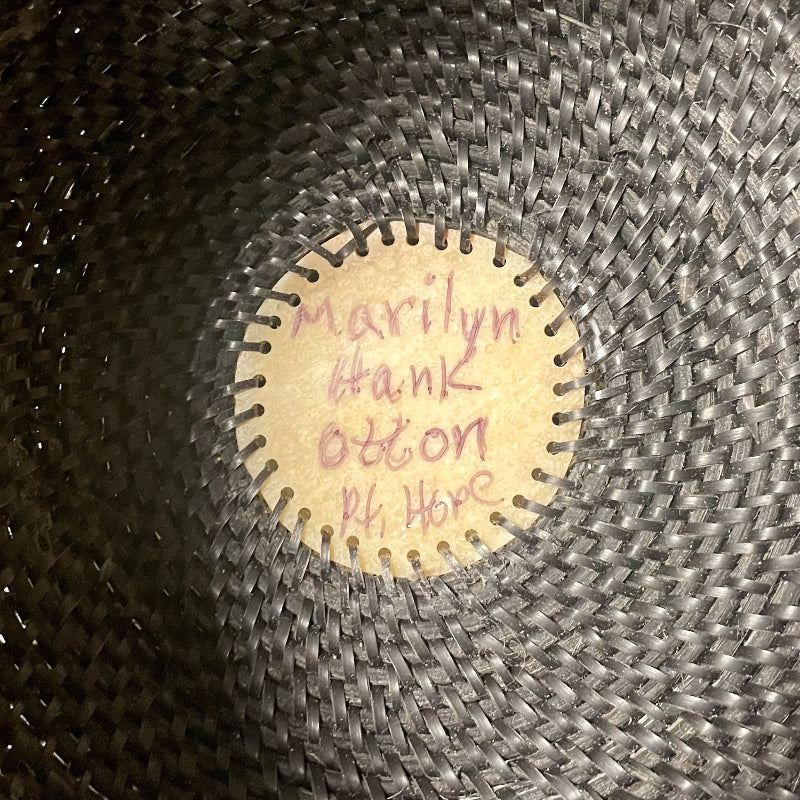 Marilyn
Hank
Otton
Pt, Hope